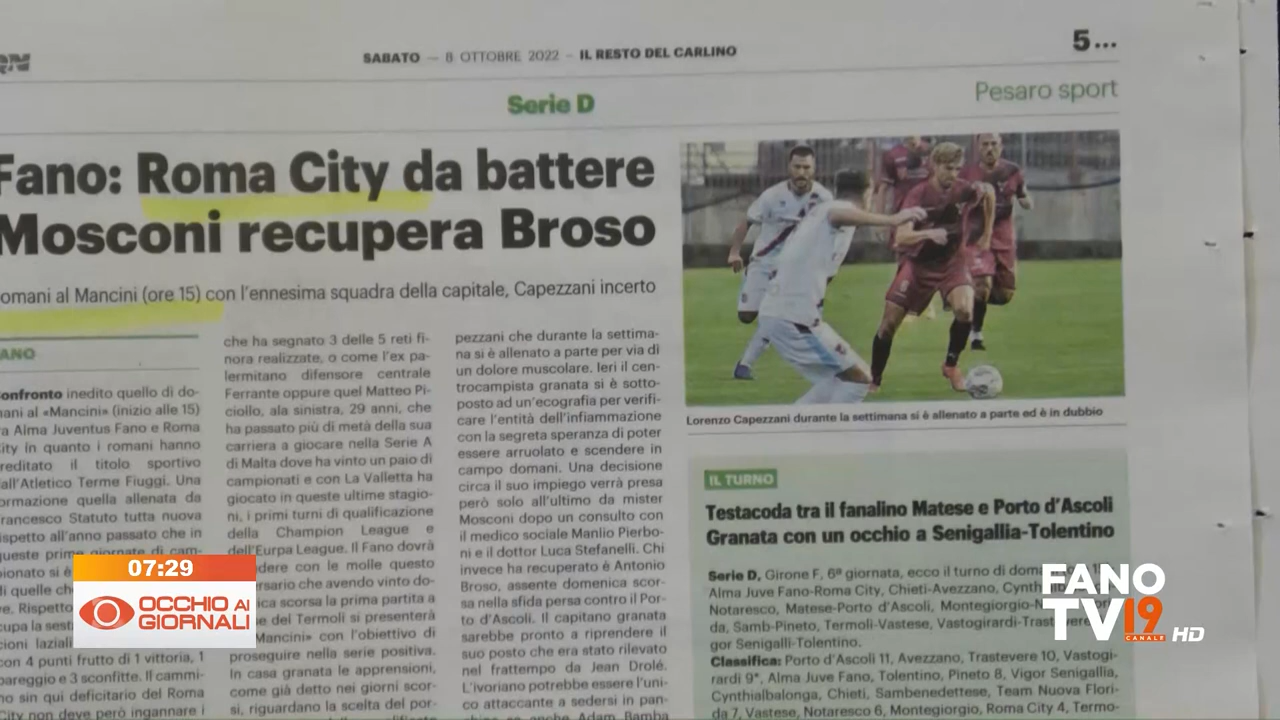 QN
SABATO — 8 OTTOBRE 2022 – IL RESTO DEL CARLINO
5...
Serie D
Pesaro sport
Fano: Roma City da battere
Mosconi recupera Broso
omani al Mancini (ore 15) con l'ennesima squadra della capitale, Capezzani incerto
ANO
onfronto inedito quello di do-
mani al «Mancini» (inizio alle 15)
ra Alma Juventus Fano e Roma
City in quanto i romani hanno
reditato il titolo sportivo
all'Atletico Terme Fiuggi. Una
ormazione quella allenata da
rancesco Statuto tutta nuova
ispetto all'anno passato che in
queste prime giornate di cam-
pionato si è
di quelle che
ve. Rispetto
cupa la sest
cioni laziali
con 4 punti frutto di 1 vittoria, 1
pareggio e 3 sconfitte. Il cammi-
no sin qui deficitario del Roma
City non deve però ingannare i
che ha segnato 3 delle 5 reti fi-
nora realizzate, o come l'ex pa-
lermitano difensore centrale
Ferrante oppure quel Matteo Pi-
ciollo, ala sinistra, 29 anni, che
ha passato più di metà della sua
carriera a giocare nella Serie A
di Malta dove ha vinto un paio di
campionati e con La Valletta ha
giocato in queste ultime stagio-
ni, i primi turni di qualificazione
della Champion League e
dell'Eurpa League. Il Fano dovrà
ndere con le molle questo
ersario che avendo vinto do-
ica scorsa la prima partita a
se del Termoli si presenterà
Mancini» con l'obiettivo di
proseguire nella serie positiva.
In casa granata le apprensioni,
come già detto nei giorni scor-
si, riguardano la scelta del por-
pezzani che durante la settima-
na si è allenato a parte per via di
un dolore muscolare. Ieri il cen-
trocampista granata si è sotto-
posto ad un'ecografia per verifi-
care l'entità dell'infiammazione
con la segreta speranza di poter
essere arruolato e scendere in
campo domani. Una decisione
circa il suo impiego verrà presa
però solo all'ultimo da mister
Mosconi dopo un consulto con
il medico sociale Manlio Pierbo-
ni e il dottor Luca Stefanelli. Chi
invece ha recuperato è Antonio
Broso, assente domenica scor-
sa nella sfida persa contro il Por-
to d'Ascoli. Il capitano granata
sarebbe pronto a riprendere il
suo posto che era stato rilevato
nel frattempo da Jean Drolé.
L'ivoriano potrebbe essere l'uni-
co attaccante a sedersi in pan-
anche Adam Bamba
Lorenzo Capezzani durante la settimana si è allenato a parte ed è in dubbio
IL TURNO
Testacoda tra il fanalino Matese e Porto d'Ascoli
Granata con un occhio a Senigallia-Tolentino
Serie D, Girone F, 6ª giornata, ecco il turno di dom
Alma Juve Fano-Roma City, Chieti-Avezzano, Cynth
Notaresco, Matese-Porto d'Ascoli, Montegiorgio-N
da, Samb-Pineto, Termoli-Vastese, Vastogirardi-Trastevere
gor Senigalli-Tolentino.
Classifica: Porto d'Ascoli 11, Avezzano, Trastevere 10, Vastogi-
rardi 9*, Alma Juve Fano, Tolentino, Pineto 8, Vigor Senigallia,
Cynthialbalonga, Chieti, Sambenedettese, Team Nuova Flori-
da 7, Vastese, Notaresco 6, Montegiorgio, Roma City 4, Termo-
07:29
OCCHIO AI
GIORNALI
FANO
TV19
CANALE
HD